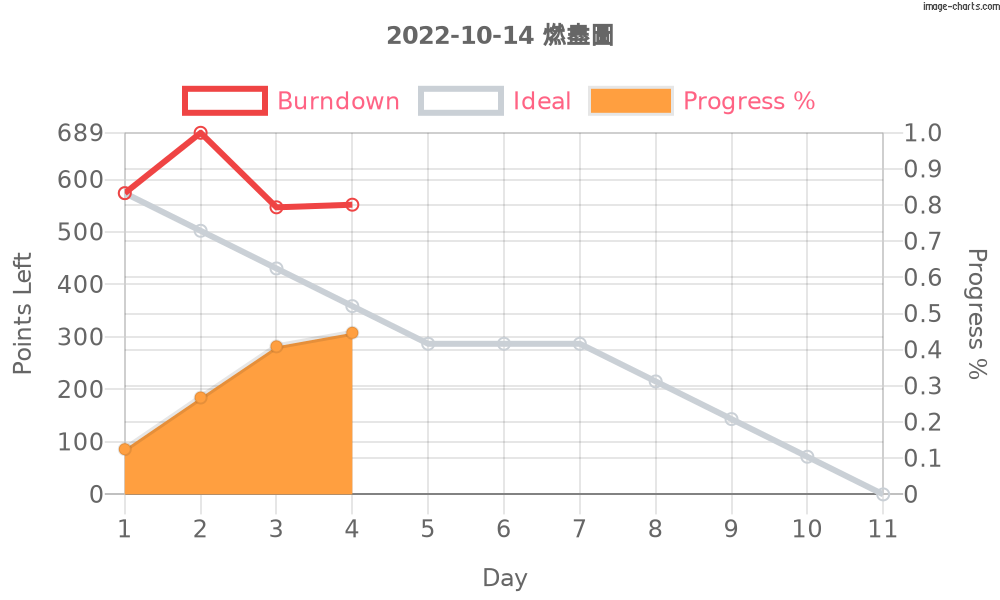 image-charts.com
2022-10-14 燃盡圖
Burndown Ideal Progress %
689 1.0
0.9
600
0.8
500
0.7
400 0.6
0.5
300
0.4
200 0.3
0.2
100
0.1
0 0
Points Left
Progress %
1 2 3 4 5 6 7 8 9 10 11
Day